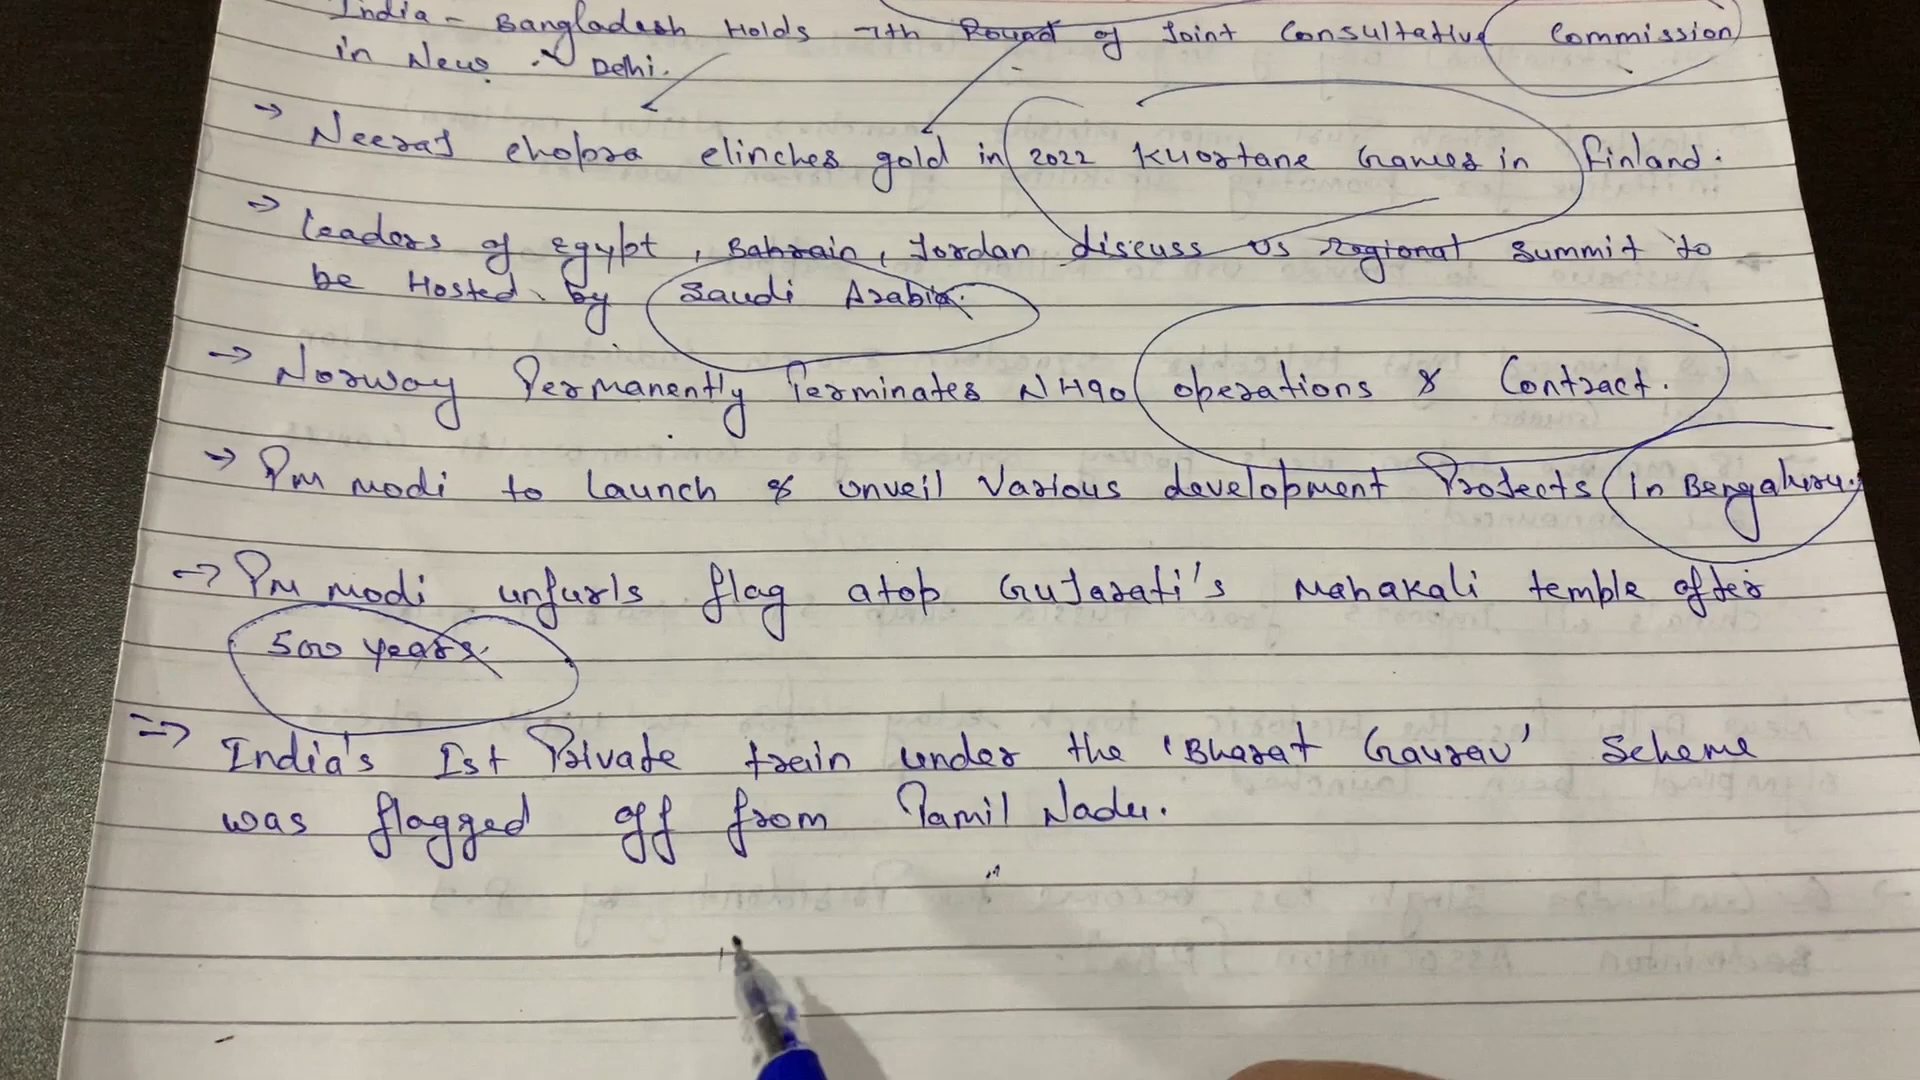 India - Bangladesh Holds 7th Round of Joint Consultative Commission
in New Delhi.
→ Neeraj chopra clinches gold in 2022 Kuortane Games in Finland.
→ Leaders of Egypt, Bahrain, Jordan discuss US regional summit to
be Hosted by Saudi Arabia.
→ Norway Permanently Terminates NH90 operations & Contract.
→ Pm modi to launch & unveil Various development Projects in Bengaluru.
→ Pm modi unfurls flag atop Gujarati's Mahakali temple after
500 years.
⇒ India's Ist Private train under the 'Bharat Gaurav' Scheme
was flagged off from Tamil Nadu.